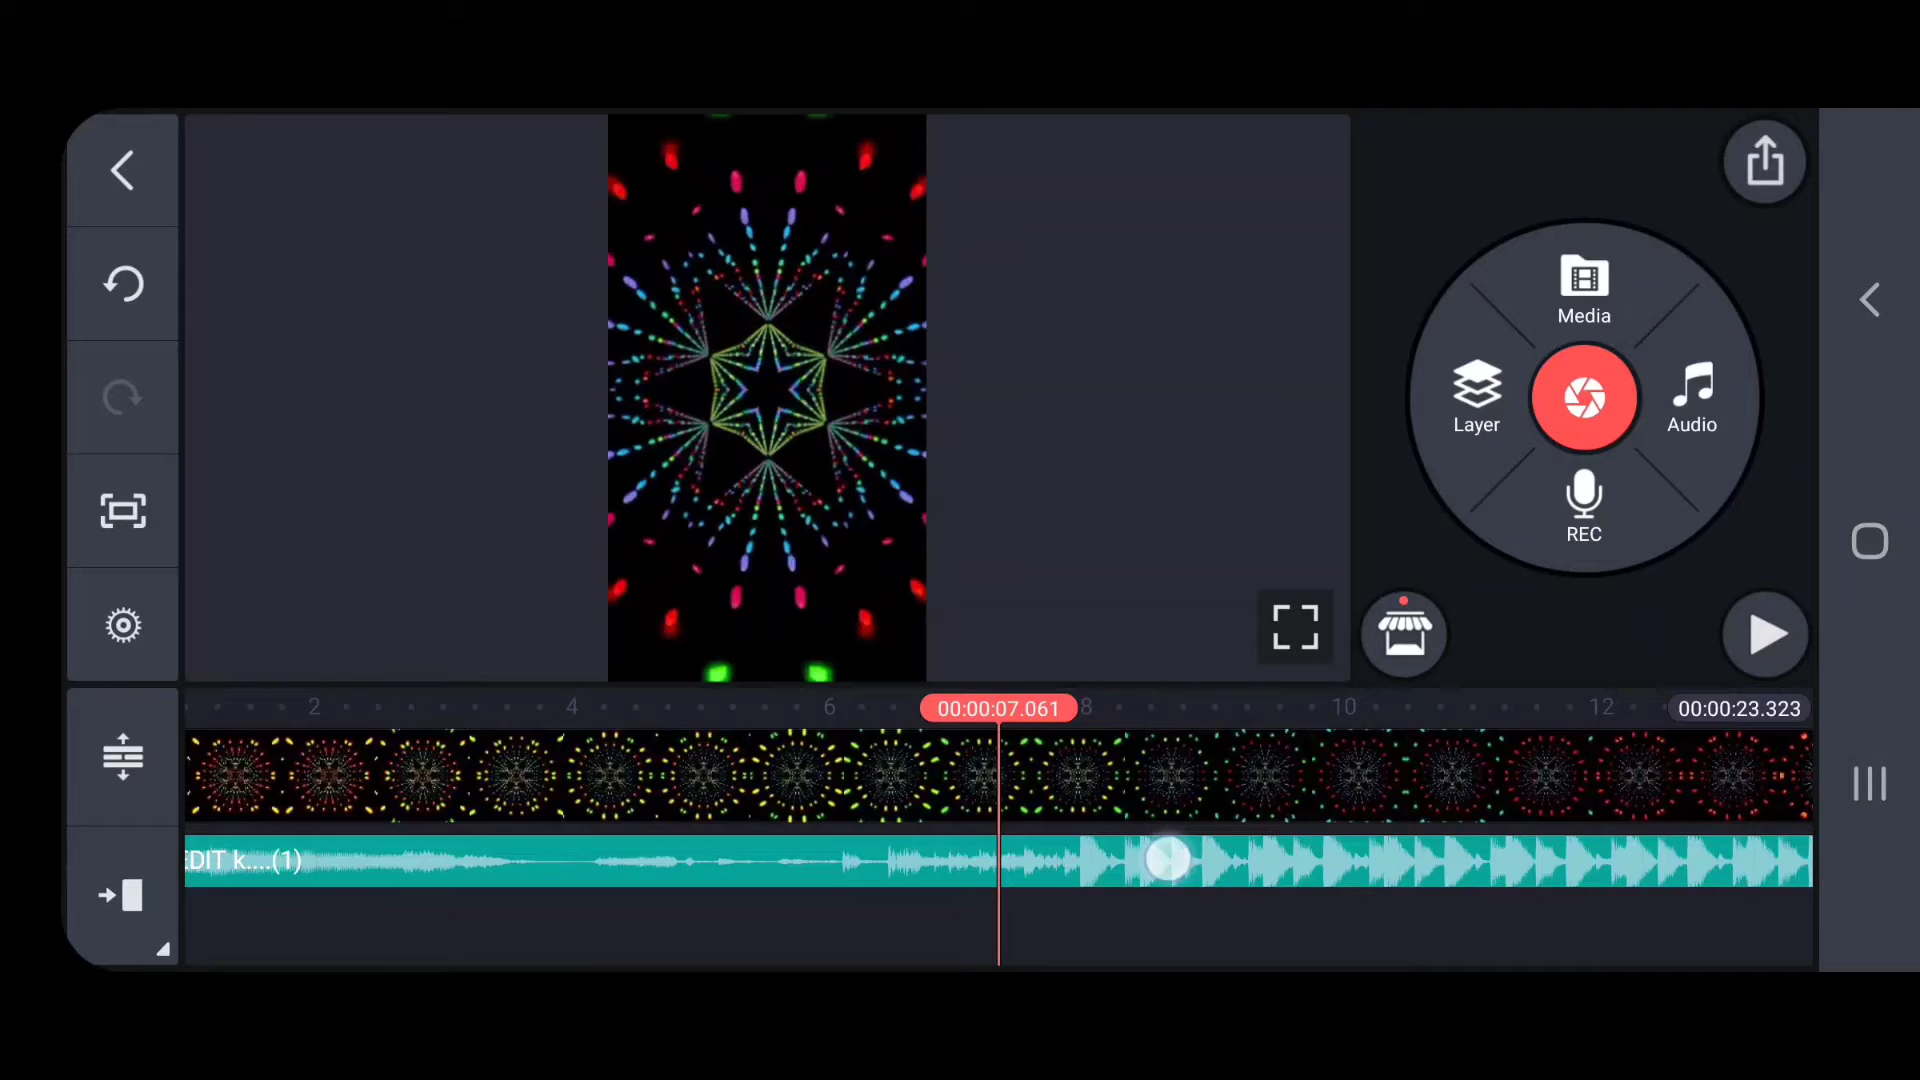 Media
Layer
Audio
REC
2
4
6
00:00:07.061
8
10
12
00:00:23.323
EDIT k....(1)